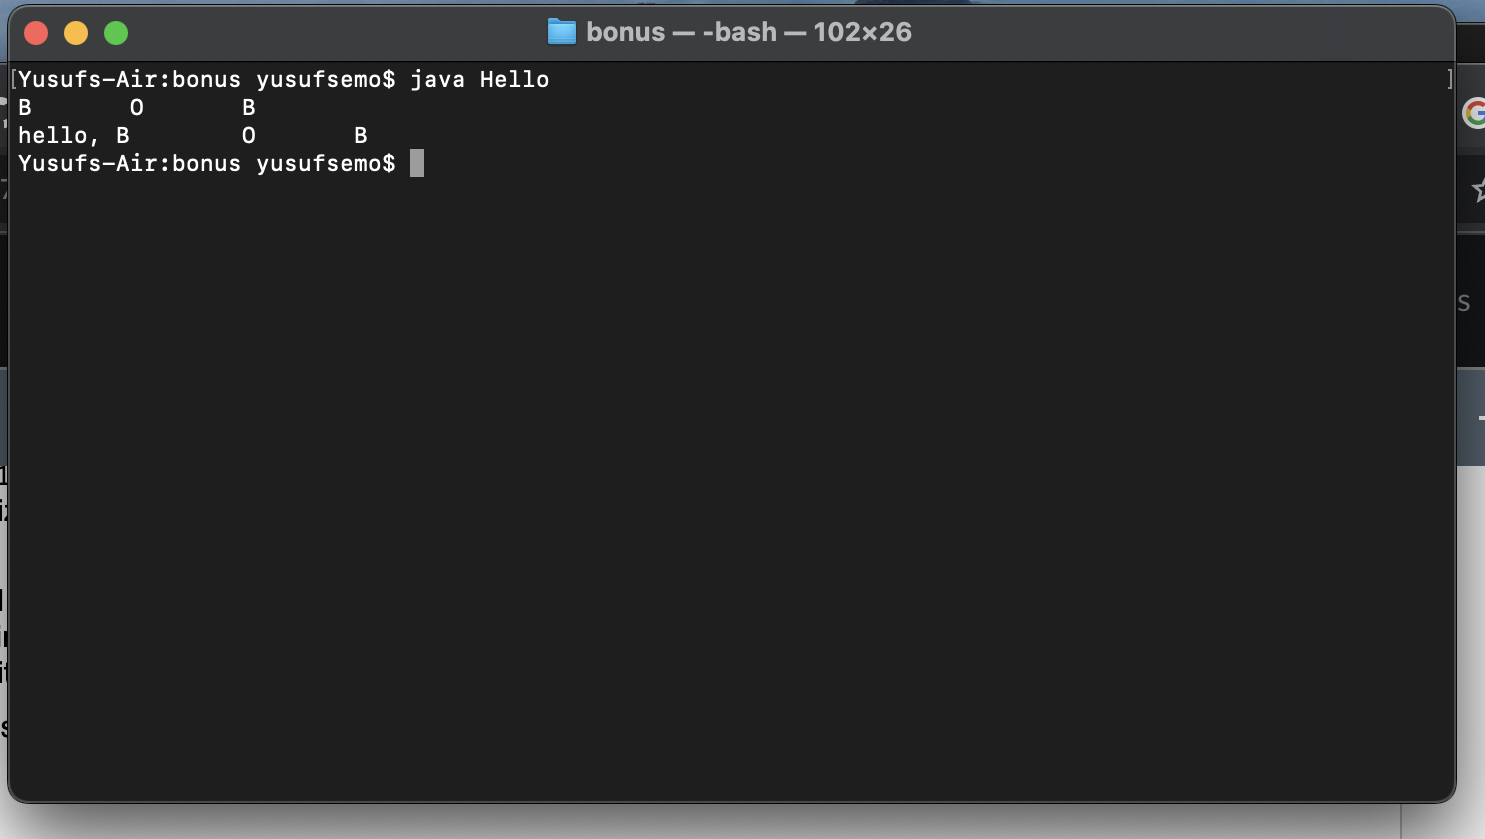 bonus — -bash — 102×26
[Yusufs-Air:bonus yusufsemo$ java Hello]
B       O       B
hello, B        O       B
Yusufs-Air:bonus yusufsemo$